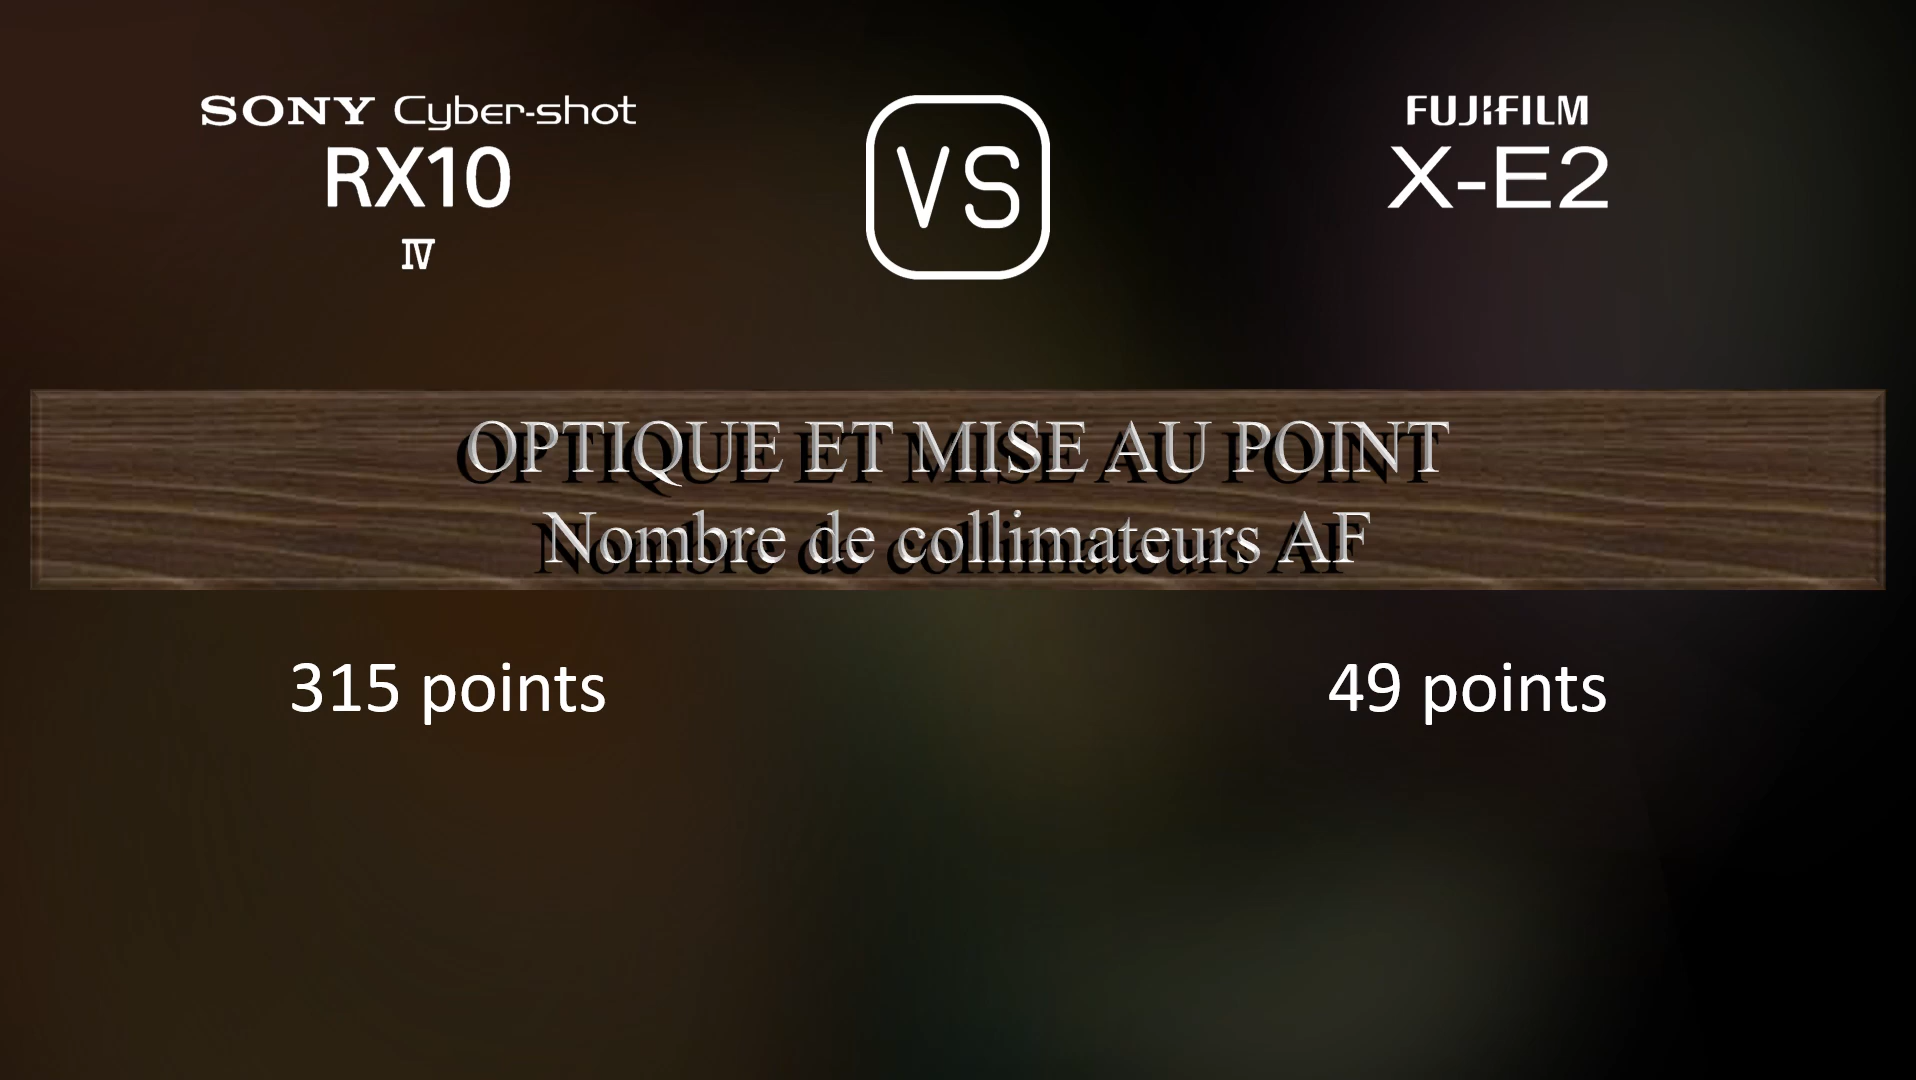 SONY Cyber-shot
RX10
IV
VS
FUJIFILM
X-E2
OPTIQUE ET MISE AU POINT
Nombre de collimateurs AF
315 points
49 points